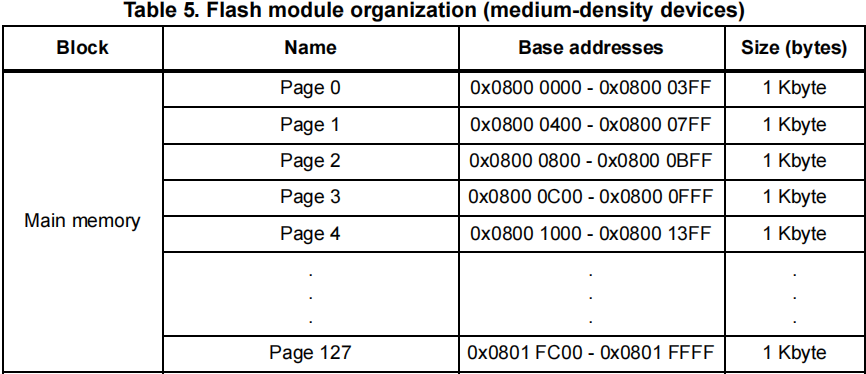 Table 5. Flash module organization (medium-density devices)
Block Name Base addresses Size (bytes)
Page 0 0x0800 0000 - 0x0800 03FF 1 Kbyte
Page 1 0x0800 0400 - 0x0800 07FF 1 Kbyte
Page 2 0x0800 0800 - 0x0800 0BFF 1 Kbyte
Page 3 0x0800 0C00 - 0x0800 0FFF 1 Kbyte
Main memory Page 4 0x0800 1000 - 0x0800 13FF 1 Kbyte
. . .
. . .
. . .
Page 127 0x0801 FC00 - 0x0801 FFFF 1 Kbyte